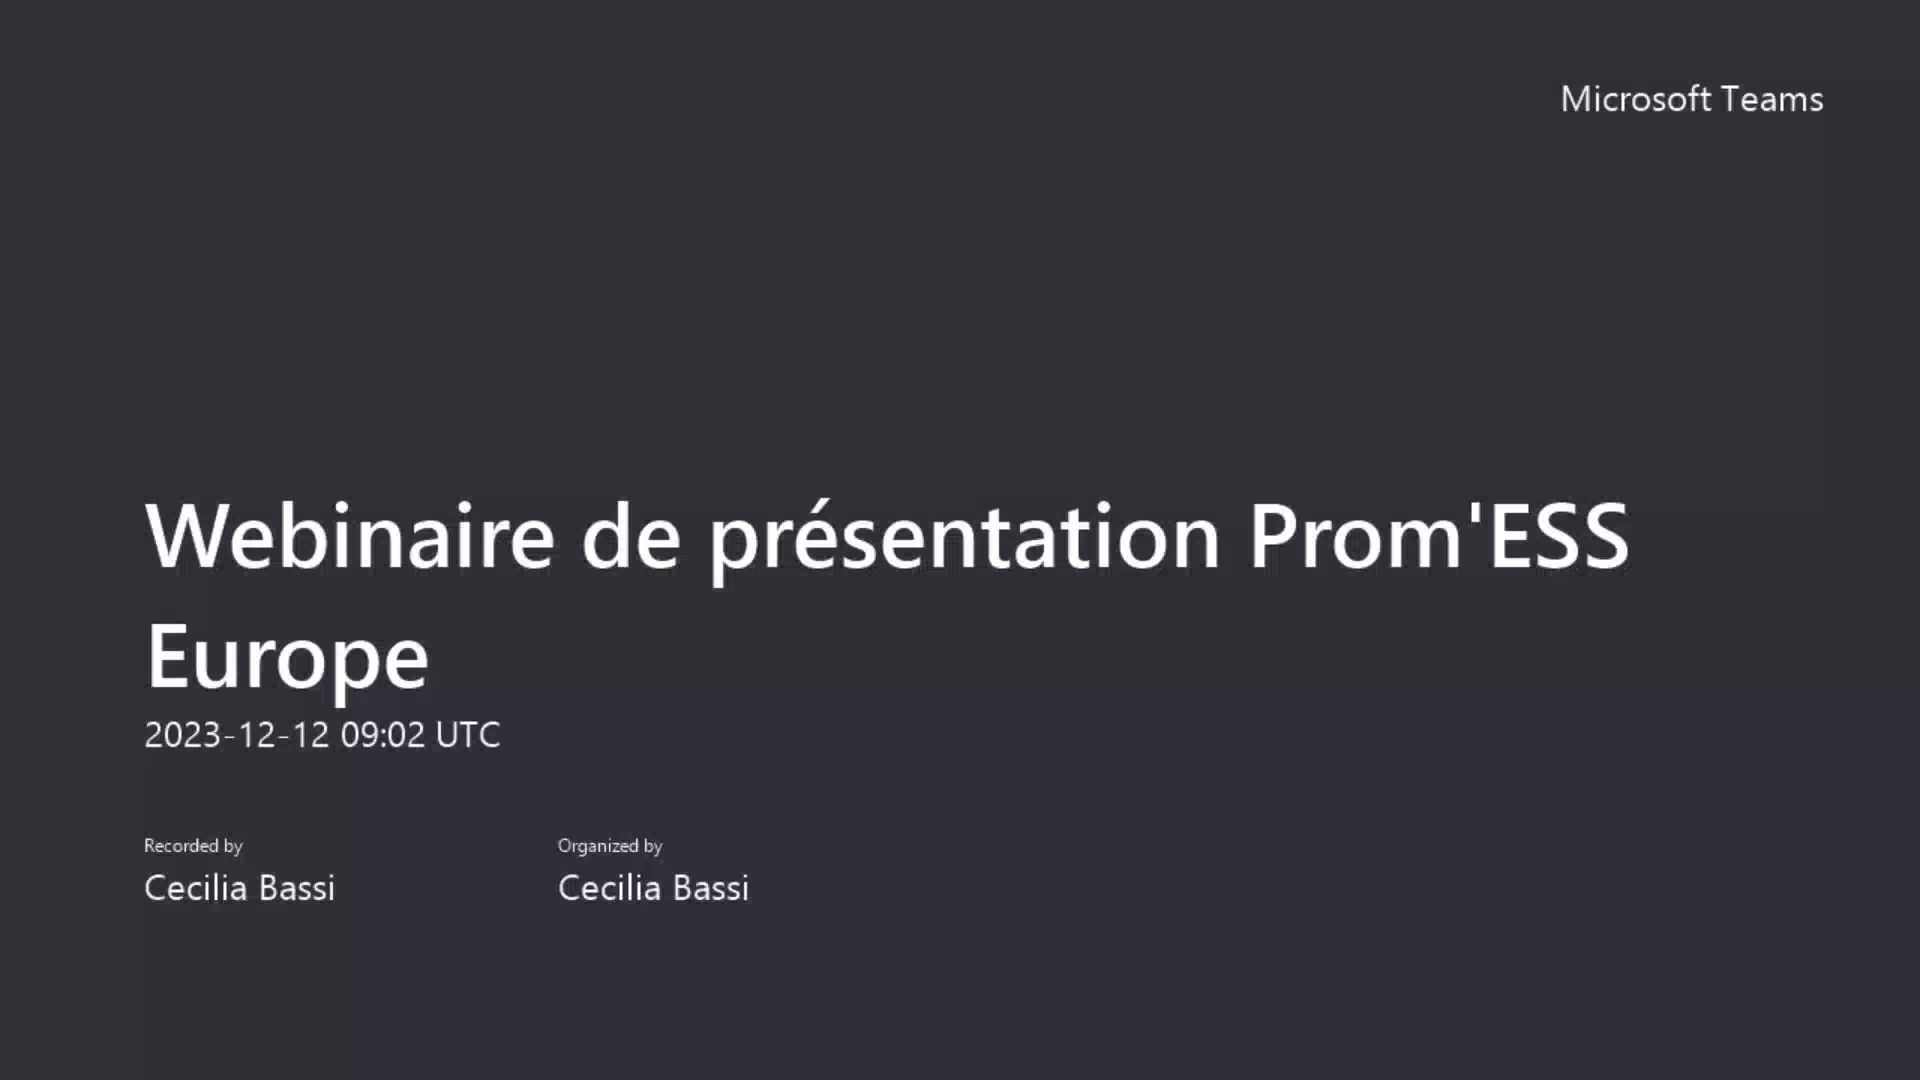 Microsoft Teams
Webinaire de présentation Prom'ESS
Europe
2023-12-12 09:02 UTC
Recorded by
Organized by
Cecilia Bassi
Cecilia Bassi